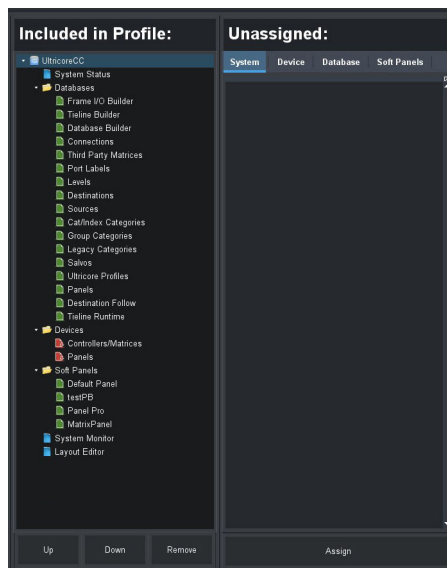 Included in Profile:
UltricoreCC
System Status
Databases
Frame I/O Builder
Tieline Builder
Database Builder
Connections
Third Party Matrices
Port Labels
Levels
Destinations
Sources
Cat/Index Categories
Group Categories
Legacy Categories
Salvos
Ultricore Profiles
Panels
Destination Follow
Tieline Runtime
Devices
Controllers/Matrices
Panels
Soft Panels
Default Panel
testPB
Panel Pro
MatrixPanel
System Monitor
Layout Editor
Up Down Remove
Unassigned:
System Device Database Soft Panels
Assign